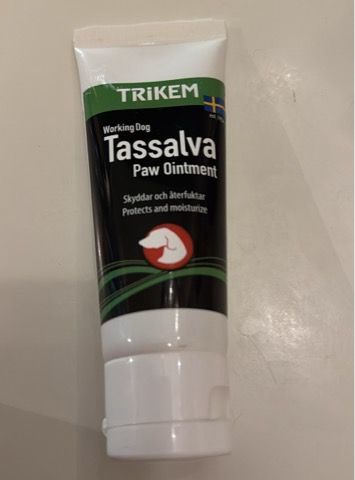 TRiKEM
Working Dog
Tassalva
Paw Ointment
Skyddar och återfuktar
Protects and moisturize